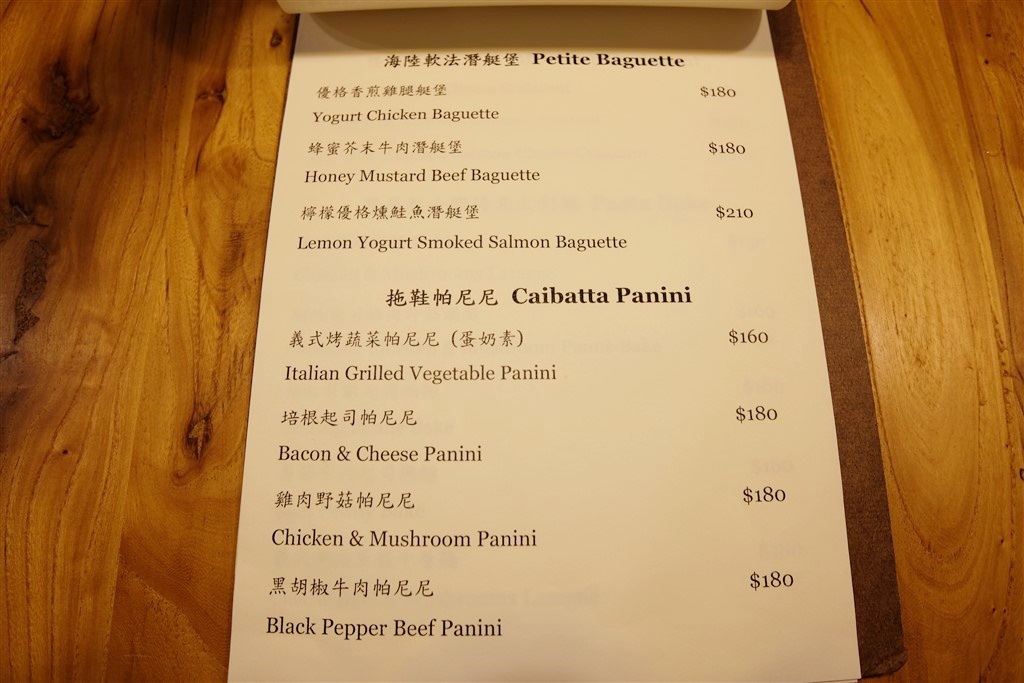 海陸軟法潛艇堡 Petite Baguette
優格香煎雞腿艇堡 $180
Yogurt Chicken Baguette
蜂蜜芥末牛肉潛艇堡 $180
Honey Mustard Beef Baguette
檸檬優格燻鮭魚潛艇堡 $210
Lemon Yogurt Smoked Salmon Baguette
拖鞋帕尼尼 Caibatta Panini
義式烤蔬菜帕尼尼 (蛋奶素) $160
Italian Grilled Vegetable Panini
培根起司帕尼尼 $180
Bacon & Cheese Panini
雞肉野菇帕尼尼 $180
Chicken & Mushroom Panini
黑胡椒牛肉帕尼尼 $180
Black Pepper Beef Panini